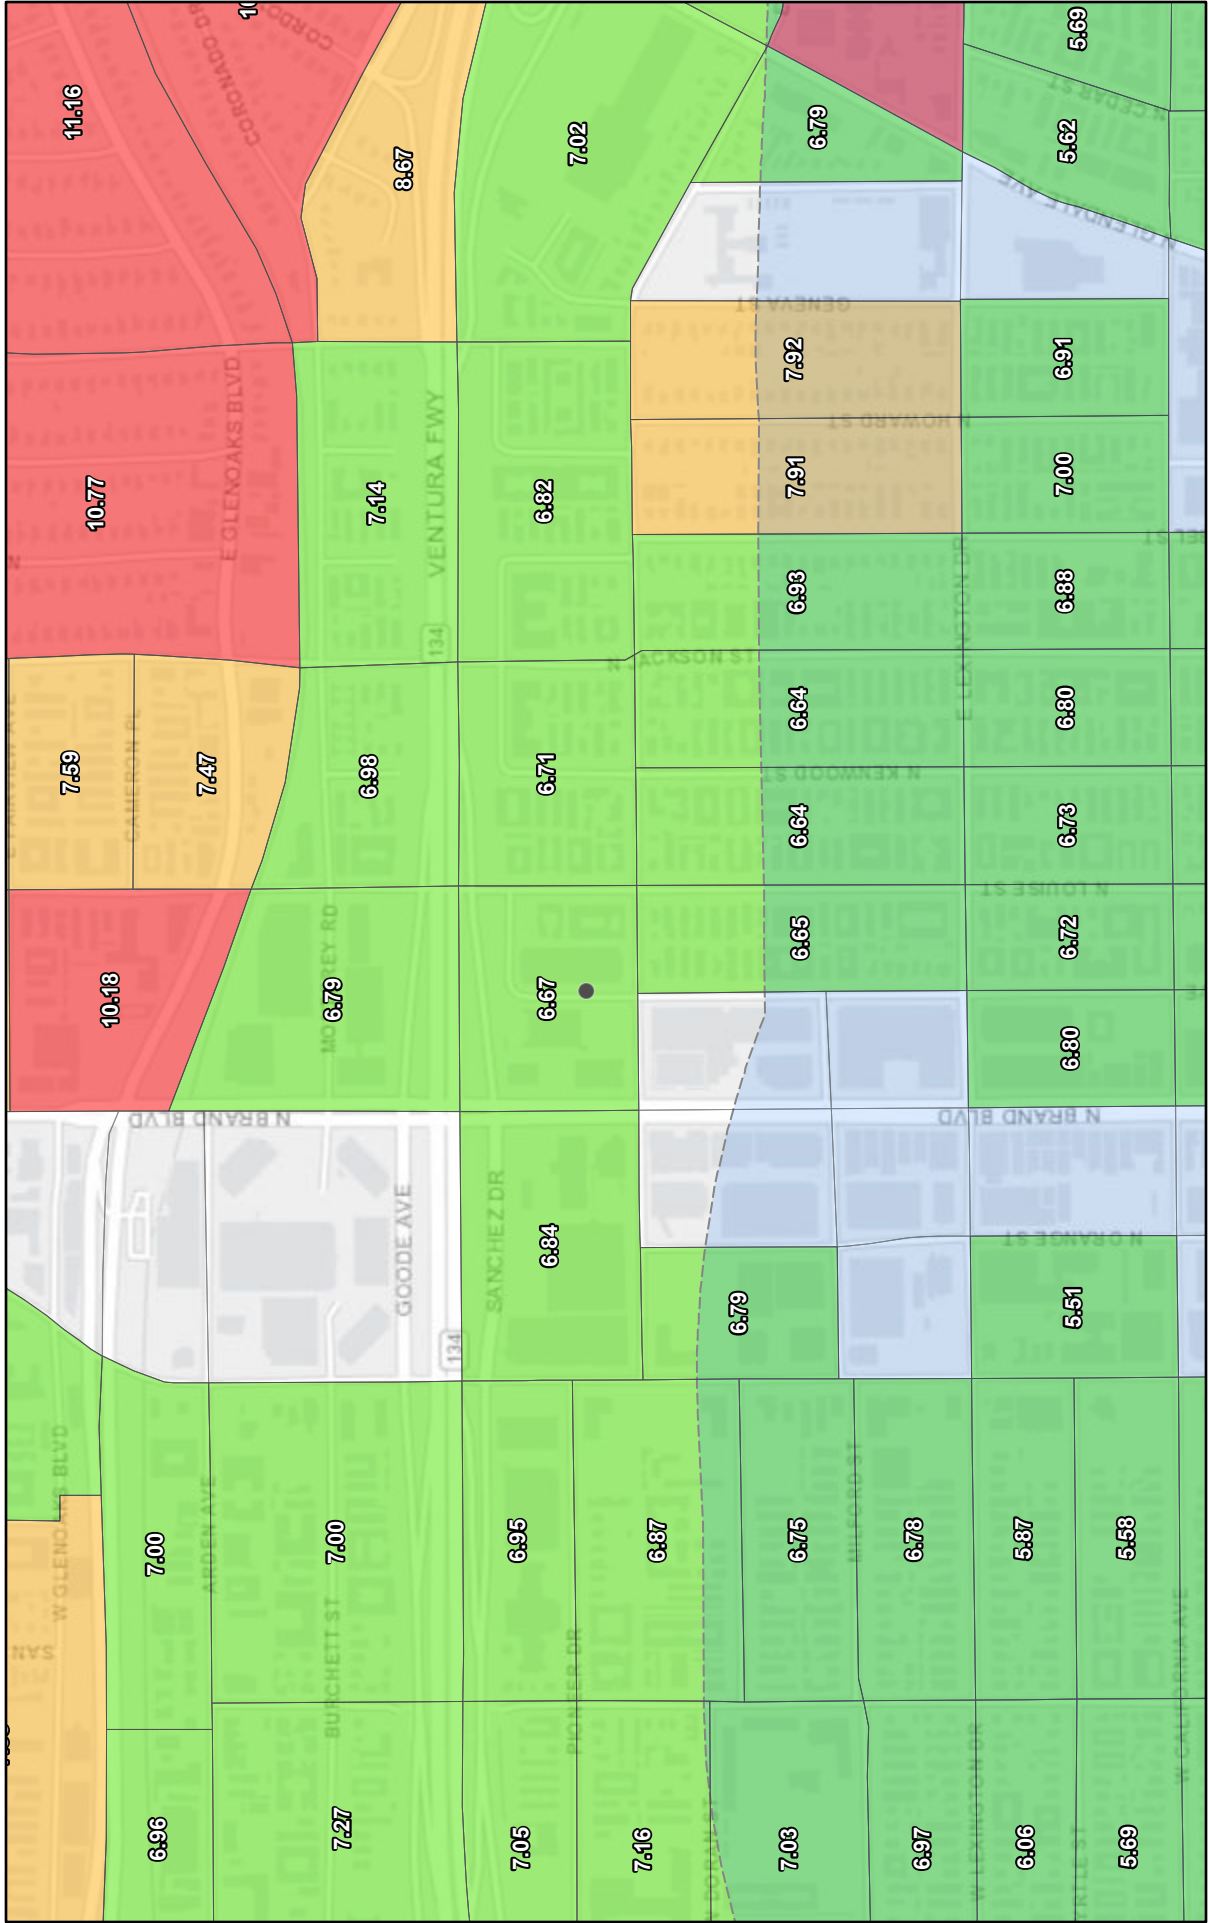 W GLENOAKS BLVD
7.59
11.16
10.77
10.18
CAMERON PL
6.96
7.00
7.47
ARDEN AVE
N BRAND BLVD
CORONADO DR
E GLENOAKS BLVD
7.27
7.00
BURCHETT ST
6.79
6.98
7.14
8.67
GOODE AVE
VENTURA FWY
134
134
SANCHEZ DR
7.05
6.95
6.84
6.67
6.71
6.82
7.02
PIONEER DR
7.16
6.87
N JACKSON ST
N DORAN ST
6.79
7.03
6.75
6.65
6.64
6.64
6.93
7.91
7.92
6.79
GENEVA ST
N HOWARD ST
N KENWOOD ST
MILFORD ST
6.97
6.78
E LEXINGTON DR
W LEXINGTON DR
N BRAND BLVD
N LOUISE ST
N ORANGE ST
6.06
5.87
5.51
6.80
6.72
6.73
6.80
6.88
7.00
6.91
5.62
5.69
N CEDAR ST
N GLENDALE AVE
5.69
5.58
W CALIFORNIA AVE